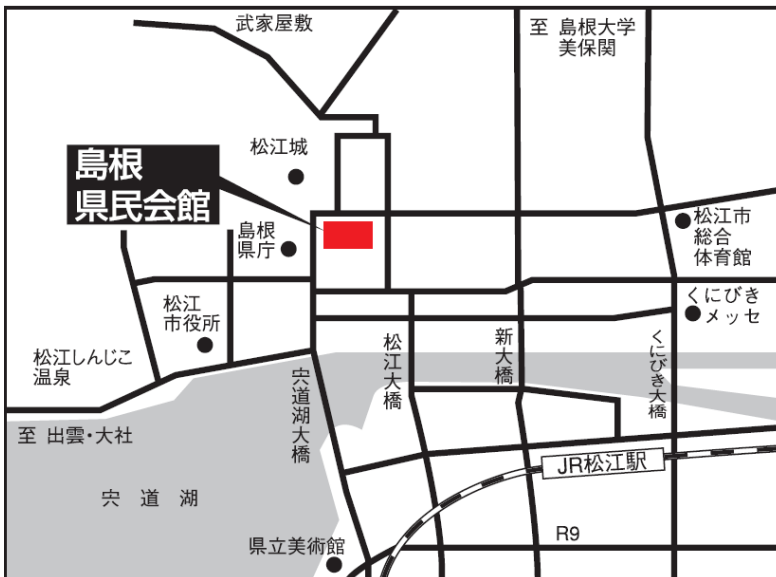 武家屋敷
至 島根大学
美保関
松江城
島根
県民会館
島根
県庁
松江市
総合
体育館
松江
市役所
くにびき
メッセ
松江しんじこ
温泉
宍道湖大橋
松江大橋
新大橋
くにびき大橋
至 出雲・大社
宍道湖
JR松江駅
県立美術館
R9